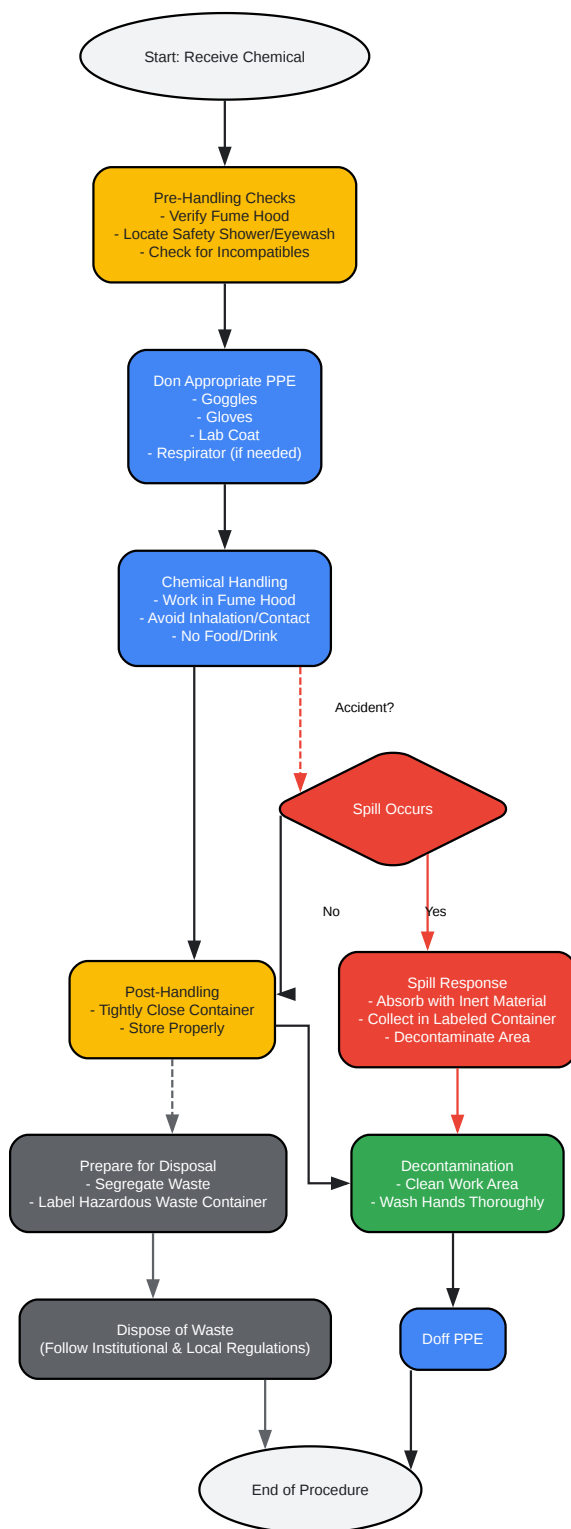 Start: Receive Chemical
Pre-Handling Checks
- Verify Fume Hood
- Locate Safety Shower/Eyewash
- Check for Incompatibles
Don Appropriate PPE
- Goggles
- Gloves
- Lab Coat
- Respirator (if needed)
Chemical Handling
- Work in Fume Hood
- Avoid Inhalation/Contact
- No Food/Drink
Accident?
Spill Occurs
No
Yes
Post-Handling
- Tightly Close Container
- Store Properly
Spill Response
- Absorb with Inert Material
- Collect in Labeled Container
- Decontaminate Area
Prepare for Disposal
- Segregate Waste
- Label Hazardous Waste Container
Decontamination
- Clean Work Area
- Wash Hands Thoroughly
Dispose of Waste
(Follow Institutional & Local Regulations)
Doff PPE
End of Procedure